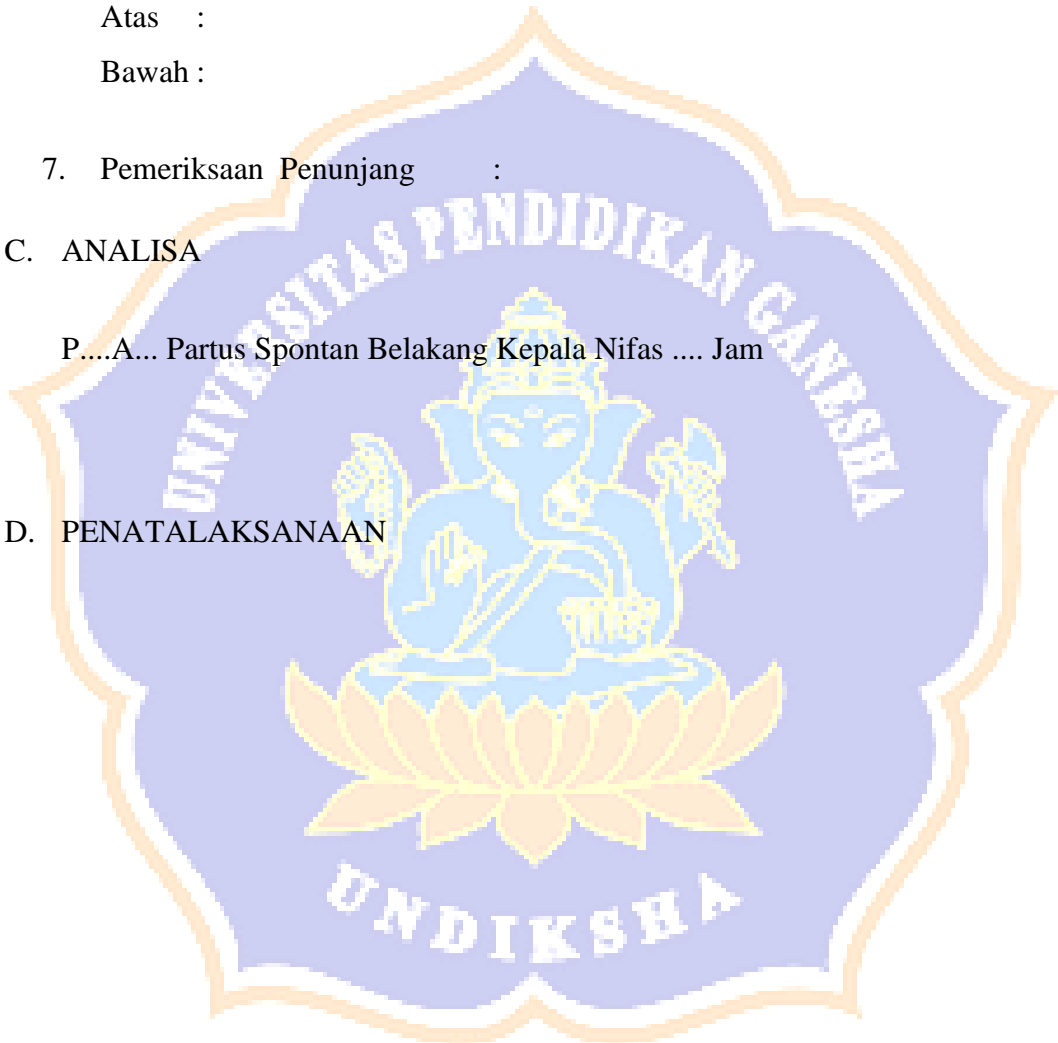 Atas :
Bawah :
7. Pemeriksaan Penunjang :
UNIVERSITAS PENDIDIKAN GANESHA
C. ANALISA
P....A... Partus Spontan Belakang Kepala Nifas .... Jam
D. PENATALAKSANAAN
UNDIKSHA